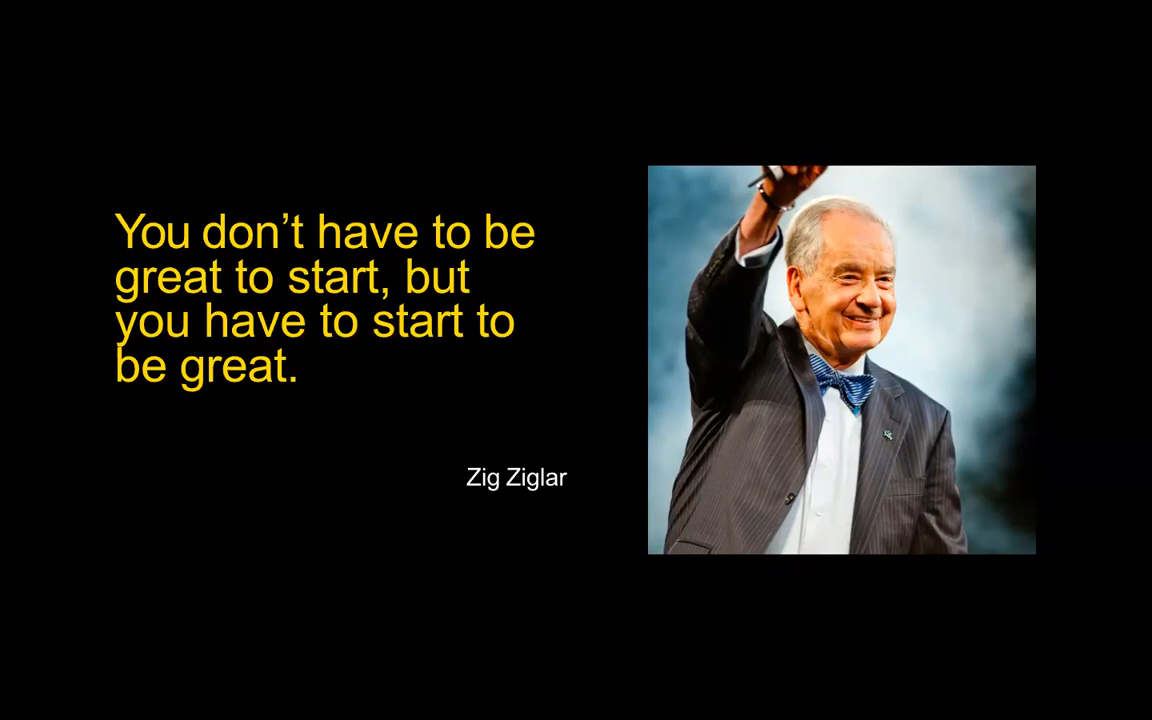 You don’t have to be
great to start, but
you have to start to
be great.
Zig Ziglar